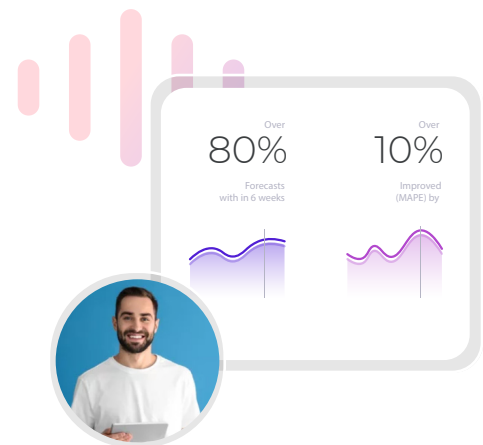 Over
80%
Forecasts
with in 6 weeks
Over
10%
Improved
(MAPE) by